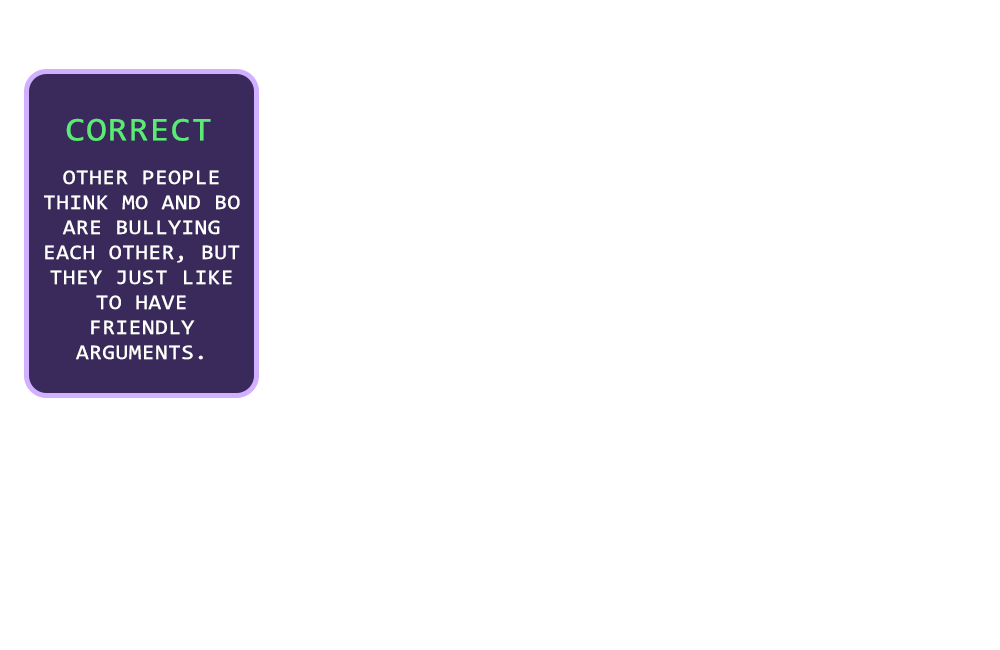 CORRECT
OTHER PEOPLE
THINK MO AND BO
ARE BULLYING
EACH OTHER, BUT
THEY JUST LIKE
TO HAVE
FRIENDLY
ARGUMENTS.